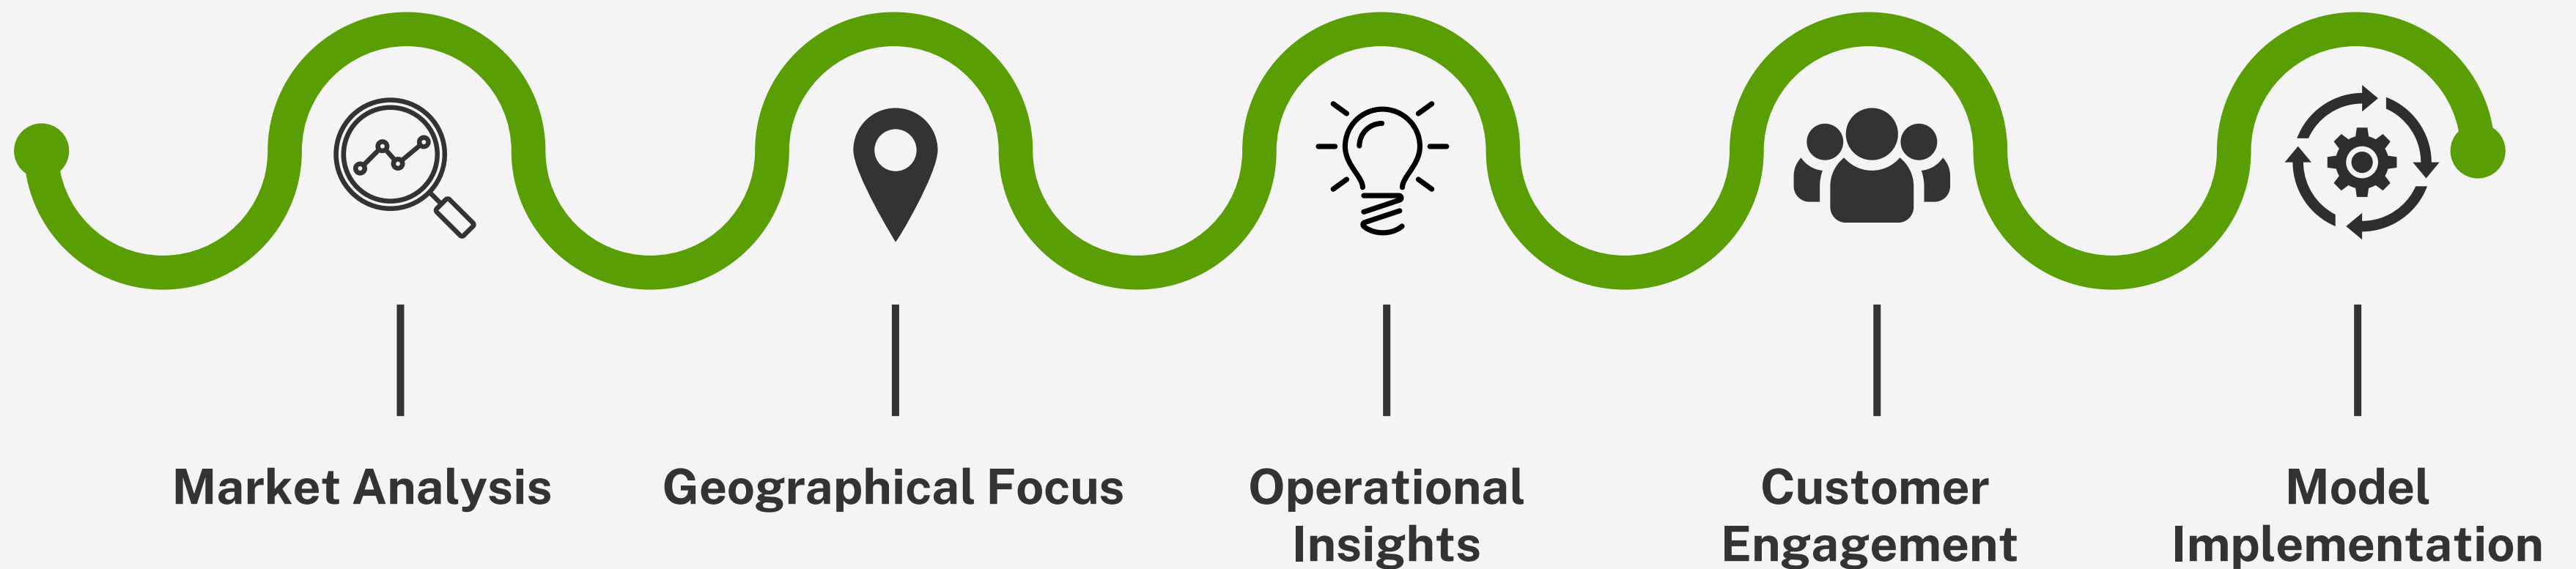 Market Analysis
Geographical Focus
Operational
Insights
Customer
Engagement
Model
Implementation